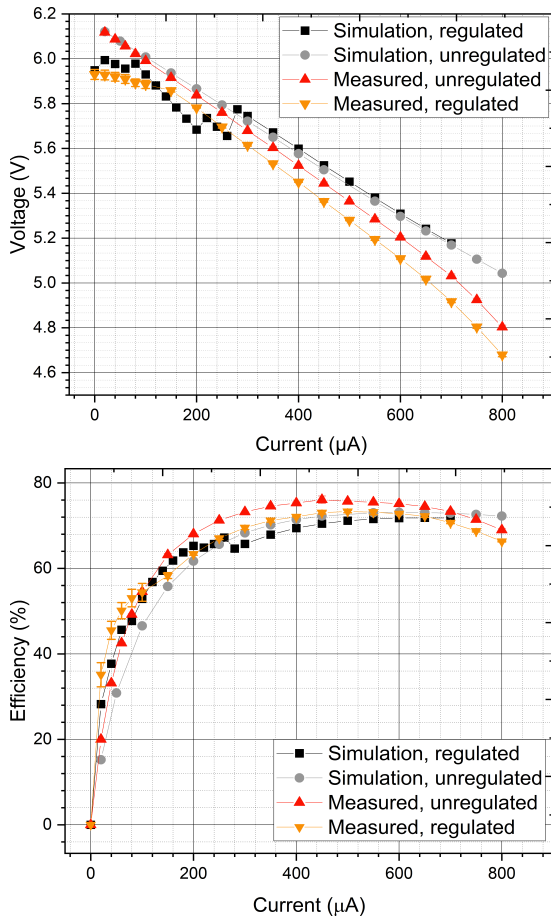 6.2
6.0
5.8
5.6
5.4
5.2
5.0
4.8
4.6
Voltage (V)
Simulation, regulated
Simulation, unregulated
Measured, unregulated
Measured, regulated
0 200 400 600 800
Current (µA)
80
60
40
20
0
Efficiency (%)
Simulation, regulated
Simulation, unregulated
Measured, unregulated
Measured, regulated
0 200 400 600 800
Current (µA)